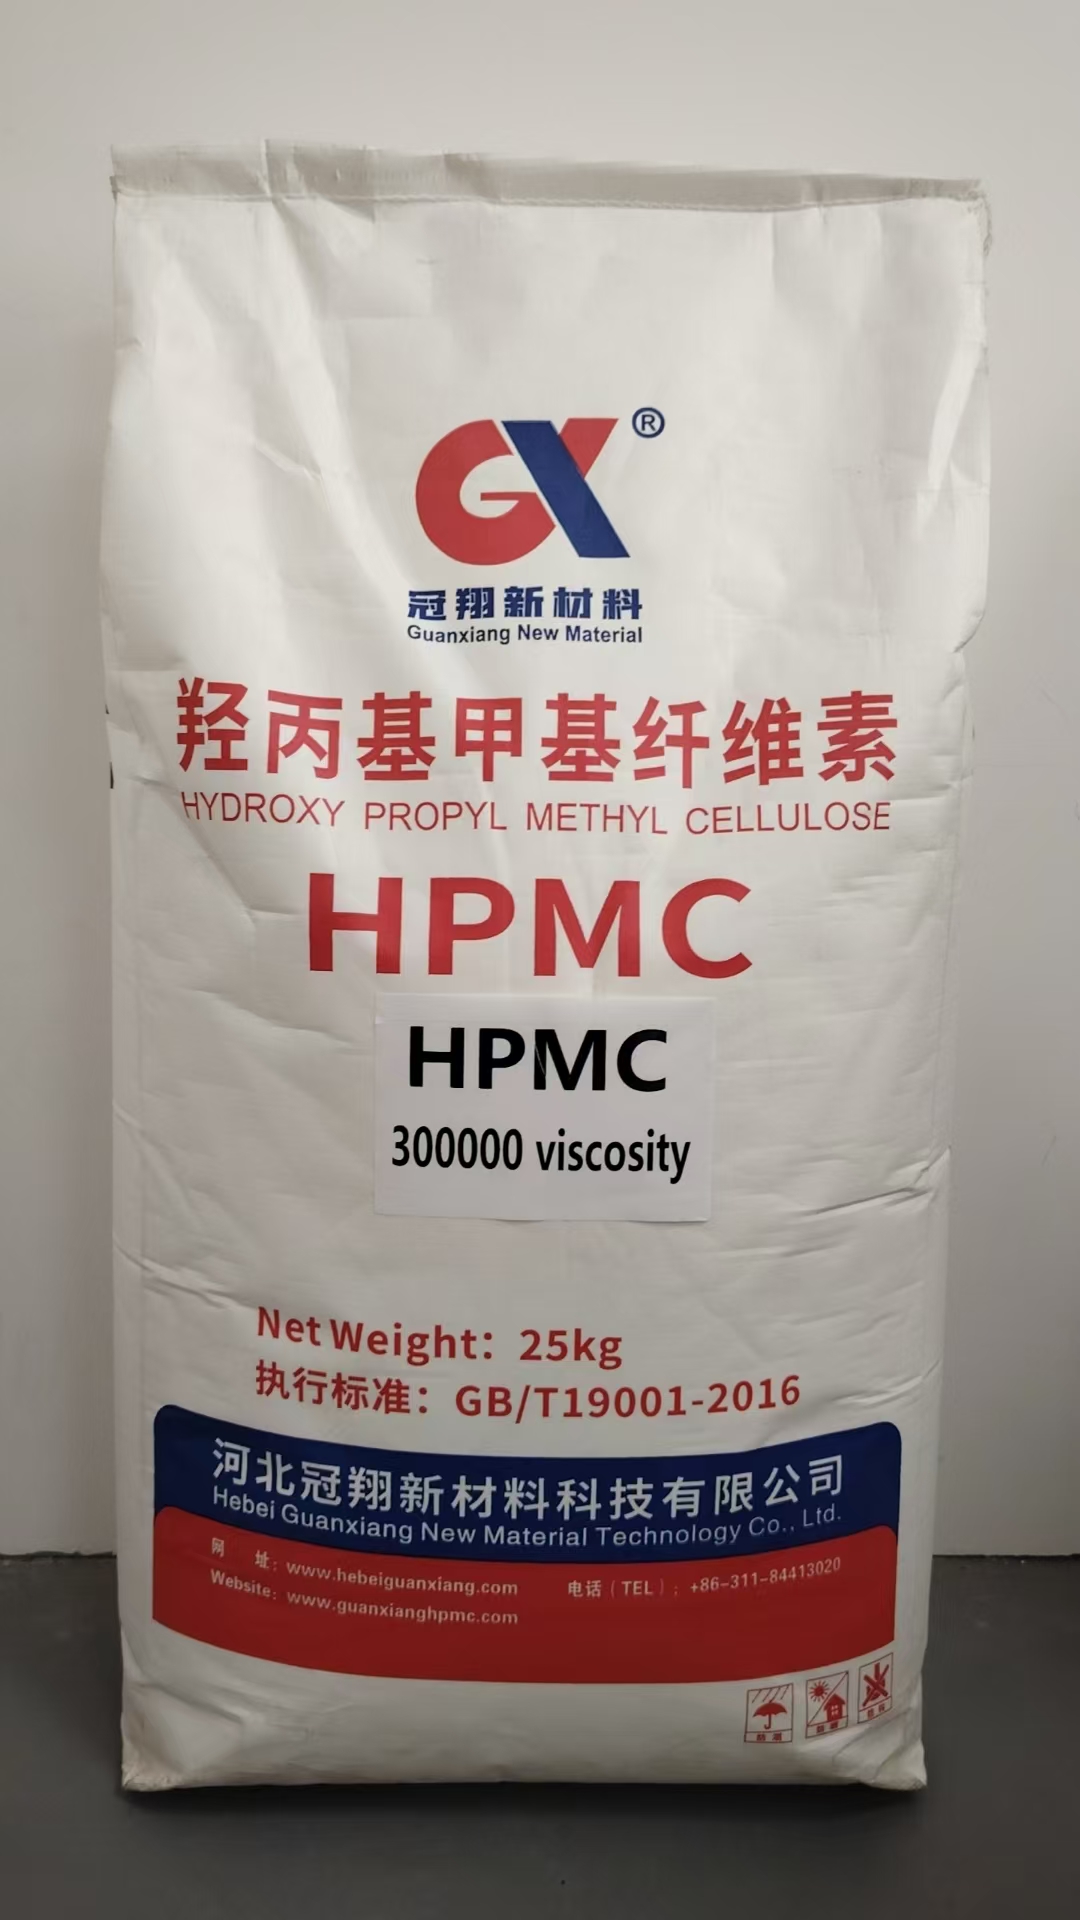 GX®
冠翔新材料
Guanxiang New Material
羟丙基甲基纤维素
HYDROXY PROPYL METHYL CELLULOSE
HPMC
HPMC
300000 viscosity
Net Weight: 25kg
执行标准: GB/T19001-2016
河北冠翔新材料科技有限公司
Hebei Guanxiang New Material Technology Co., Ltd.
网 址: www.hebeiguanxiang.com 电话(TEL): +86-311-84413020
Website: www.guanxianghpmc.com